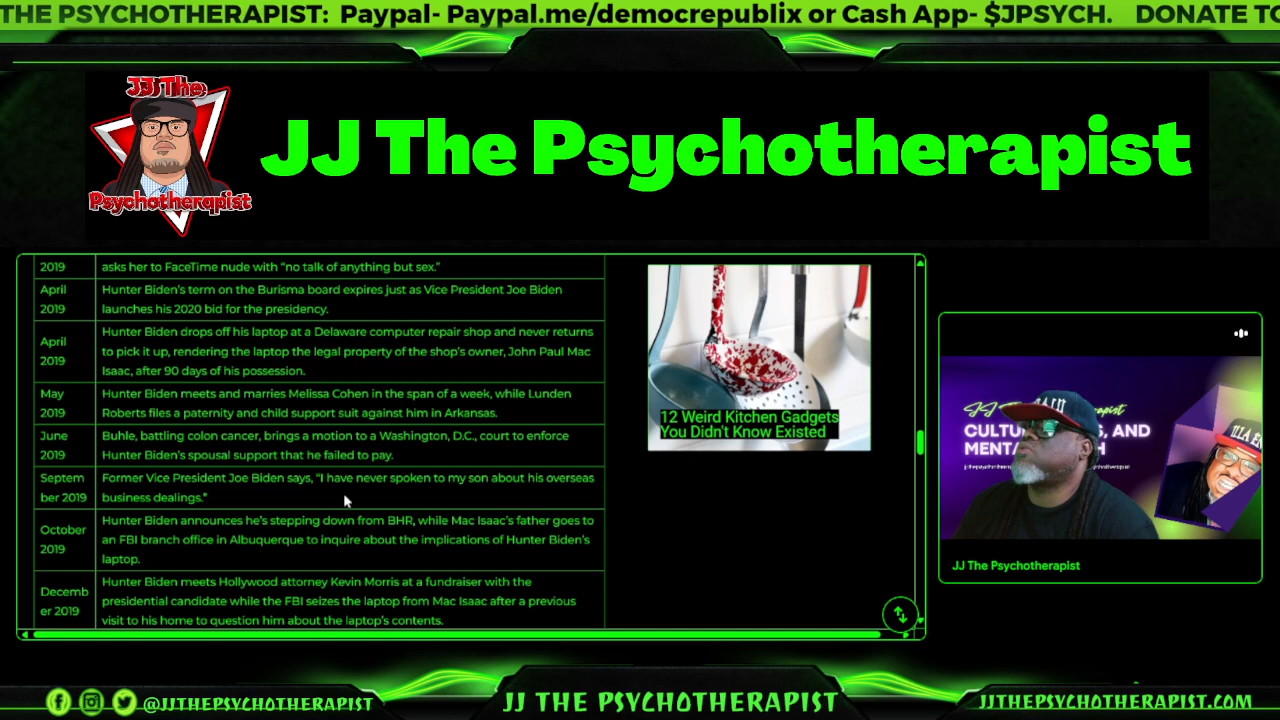 THE PSYCHOTHERAPIST: Paypal- Paypal.me/democrepublix or Cash App- $JPSYCH. DONATE TO
JJ The
Psychotherapist
JJ The Psychotherapist
2019
asks her to FaceTime nude with “no talk of anything but sex.”
April
2019
Hunter Biden’s term on the Burisma board expires just as Vice President Joe Biden
launches his 2020 bid for the presidency.
April
2019
Hunter Biden drops off his laptop at a Delaware computer repair shop and never returns
to pick it up, rendering the laptop the legal property of the shop’s owner, John Paul Mac
Isaac, after 90 days of his possession.
May
2019
Hunter Biden meets and marries Melissa Cohen in the span of a week, while Lunden
Roberts files a paternity and child support suit against him in Arkansas.
June
2019
Buhle, battling colon cancer, brings a motion to a Washington, D.C., court to enforce
Hunter Biden’s spousal support that he failed to pay.
Septem
ber 2019
Former Vice President Joe Biden says, “I have never spoken to my son about his overseas
business dealings.”
October
2019
Hunter Biden announces he’s stepping down from BHR, while Mac Isaac’s father goes to
an FBI branch office in Albuquerque to inquire about the implications of Hunter Biden’s
laptop.
Decemb
er 2019
Hunter Biden meets Hollywood attorney Kevin Morris at a fundraiser with the
presidential candidate while the FBI seizes the laptop from Mac Isaac after a previous
visit to his home to question him about the laptop’s contents.
12 Weird Kitchen Gadgets
You Didn't Know Existed
JJ The Psychotherapist
@JJTHEPSYCHOTHERAPIST
JJ THE PSYCHOTHERAPIST
JJTHEPSYCHOTHERAPIST.COM